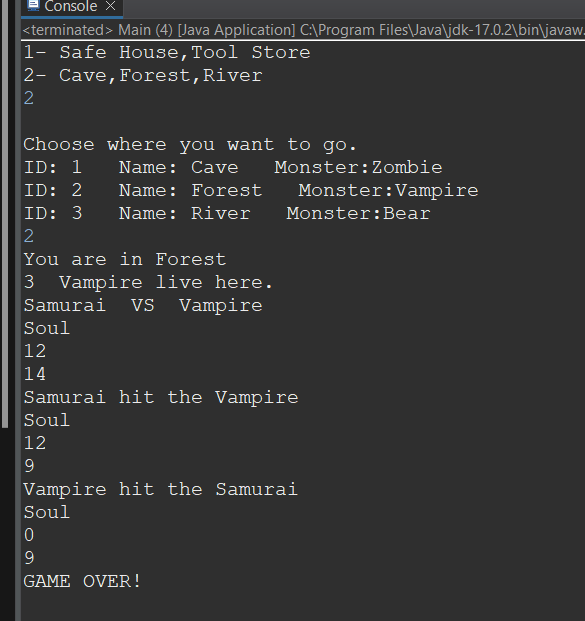 Console
<terminated> Main (4) [Java Application] C:\Program Files\Java\jdk-17.0.2\bin\javaw.
1- Safe House,Tool Store
2- Cave,Forest,River
2
Choose where you want to go.
ID: 1   Name: Cave   Monster:Zombie
ID: 2   Name: Forest   Monster:Vampire
ID: 3   Name: River   Monster:Bear
2
You are in Forest
3  Vampire live here.
Samurai  VS  Vampire
Soul
12
14
Samurai hit the Vampire
Soul
12
9
Vampire hit the Samurai
Soul
0
9
GAME OVER!